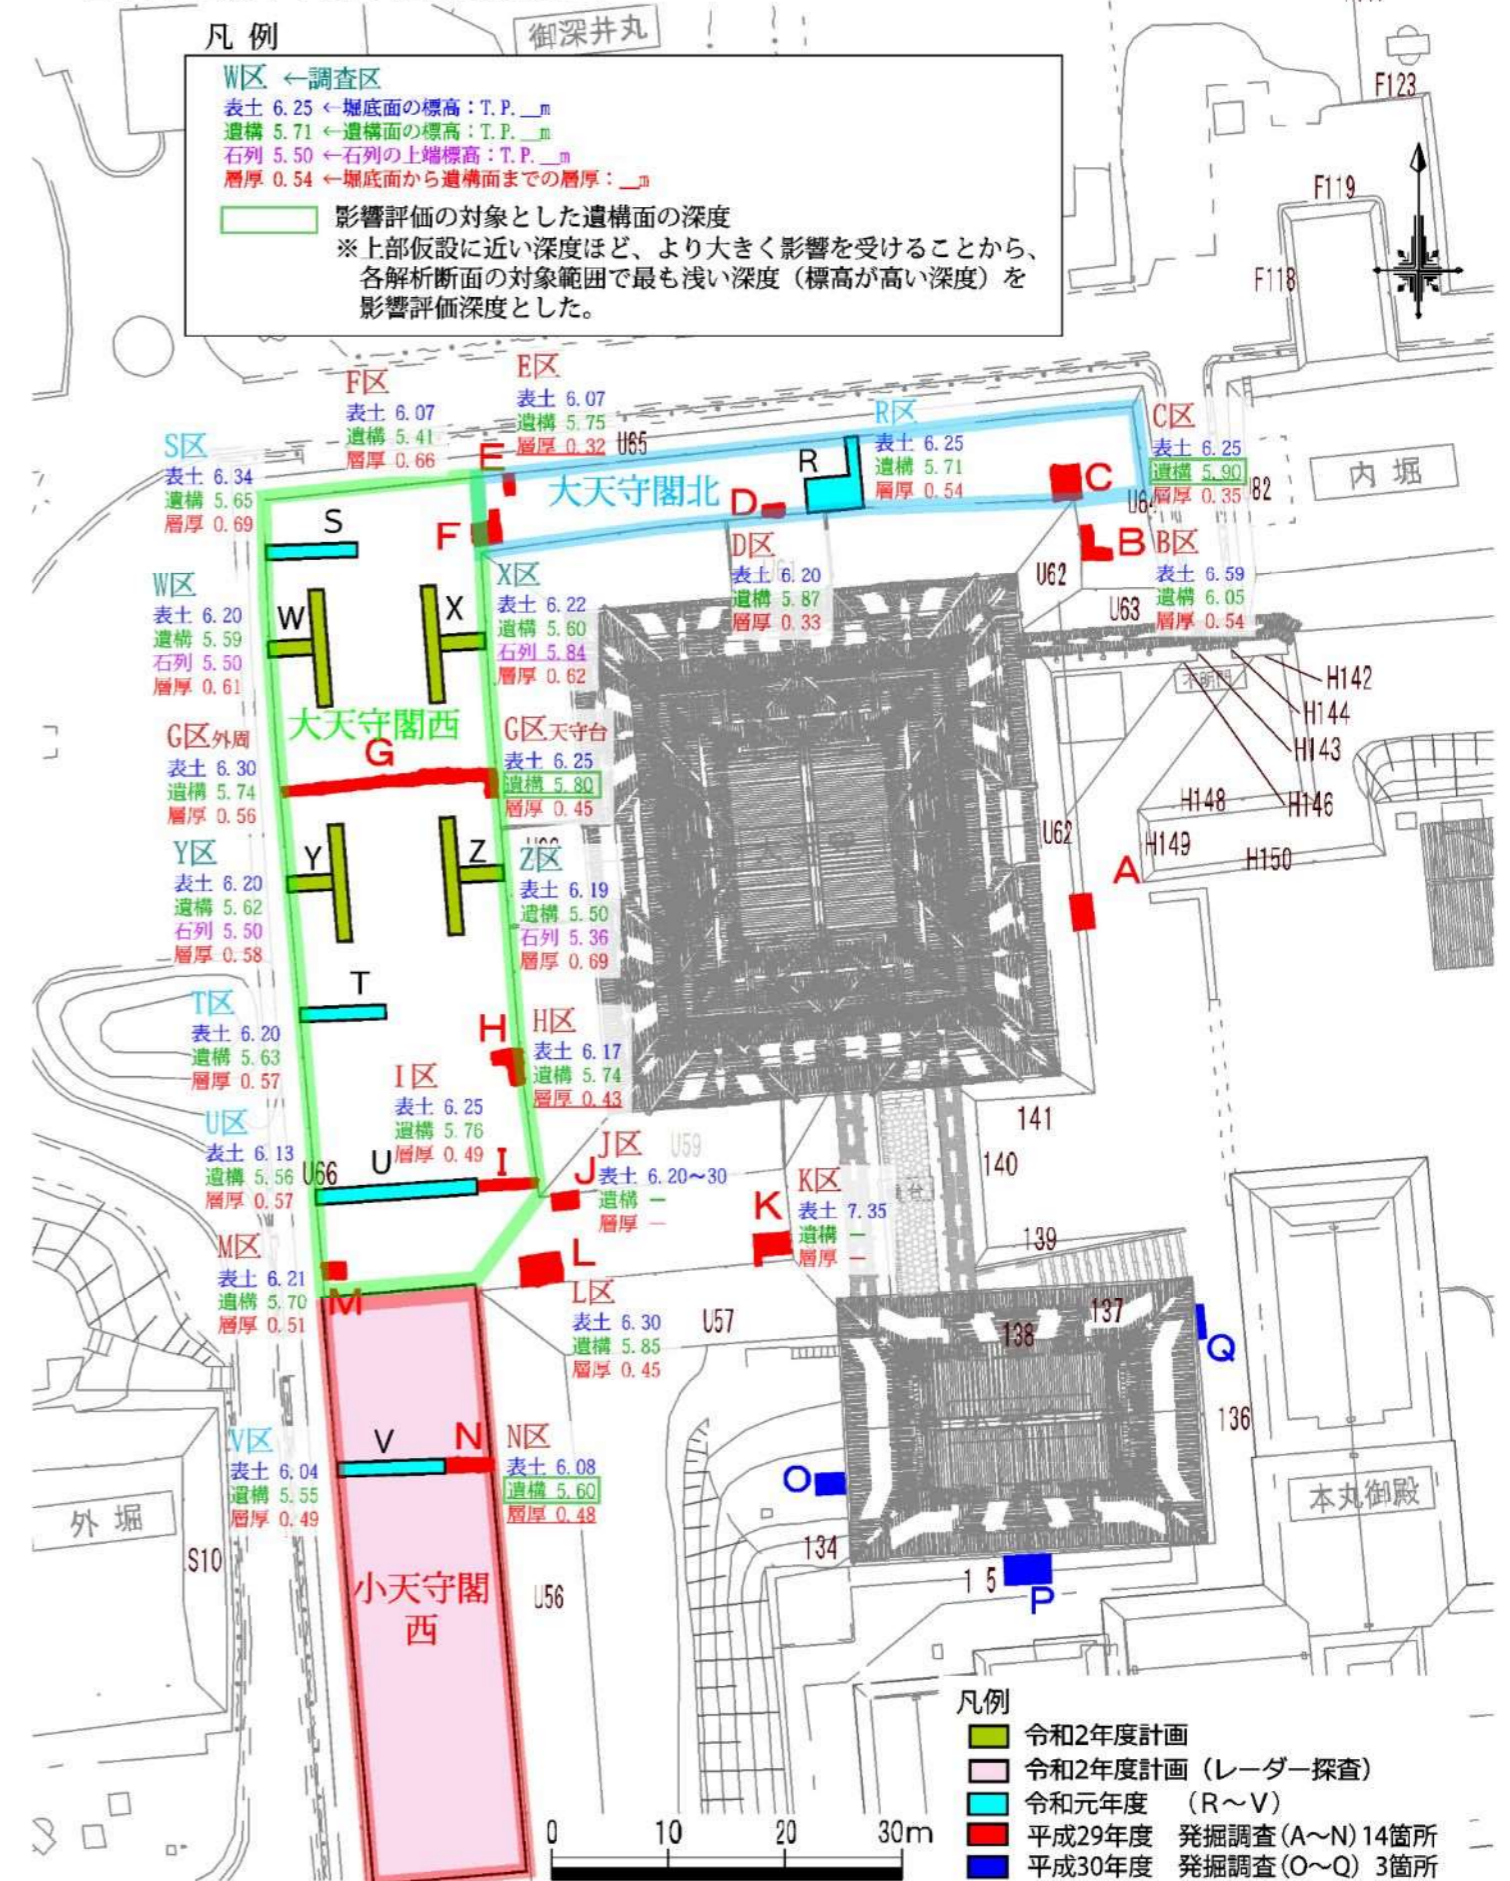 御深井丸
凡 例
W区 ←調査区
表土 6.25 ←堀底面の標高：T.P.__m
遺構 5.71 ←遺構面の標高：T.P.__m
石列 5.50 ←石列の上端標高：T.P.__m
層厚 0.54 ←堀底面から遺構面までの層厚：__m
影響評価の対象とした遺構面の深度
※上部仮設に近い深度ほど、より大きく影響を受けることから、
各解析断面の対象範囲で最も浅い深度（標高が高い深度）を
影響評価深度とした。
F123
F119
F118
E区
表土 6.07
遺構 5.75
層厚 0.32
F区
表土 6.07
遺構 5.41
層厚 0.66
U65
R区
表土 6.25
遺構 5.71
層厚 0.54
C区
表土 6.25
遺構 5.90
層厚 0.35
S区
表土 6.34
遺構 5.65
層厚 0.69
E
F
大天守閣北
D
R
C
U64
U82
内堀
S
B
D区
表土 6.20
遺構 5.87
層厚 0.33
B区
表土 6.59
遺構 6.05
層厚 0.54
U61
U62
U63
W区
表土 6.20
遺構 5.59
石列 5.50
層厚 0.61
W
X
X区
表土 6.22
遺構 5.60
石列 5.84
層厚 0.62
不明門
H142
H144
H143
H146
H148
H149
H150
大天守閣西
G
G区外周
表土 6.30
遺構 5.74
層厚 0.56
G区天守台
表土 6.25
遺構 5.80
層厚 0.45
U62
A
Y区
表土 6.20
遺構 5.62
石列 5.50
層厚 0.58
Y
Z
Z区
表土 6.19
遺構 5.50
石列 5.36
層厚 0.69
T区
表土 6.20
遺構 5.63
層厚 0.57
T
H
H区
表土 6.17
遺構 5.74
層厚 0.43
I区
表土 6.25
遺構 5.76
層厚 0.49
U区
表土 6.13
遺構 5.56
層厚 0.57
U66
U
I
J
J区
表土 6.20~30
遺構 －
層厚 －
U59
141
140
139
K
K区
表土 7.35
遺構 －
層厚 －
M区
表土 6.21
遺構 5.70
層厚 0.51
M
L
L区
表土 6.30
遺構 5.85
層厚 0.45
U57
137
138
Q
136
V区
表土 6.04
遺構 5.55
層厚 0.49
V
N
N区
表土 6.08
遺構 5.60
層厚 0.48
O
外堀
S10
本丸御殿
134
1 5
P
小天守閣
西
U56
凡例
令和2年度計画
令和2年度計画（レーダー探査）
令和元年度 （R～V）
平成29年度 発掘調査(A～N)14箇所
平成30年度 発掘調査(O～Q) 3箇所
0 10 20 30m